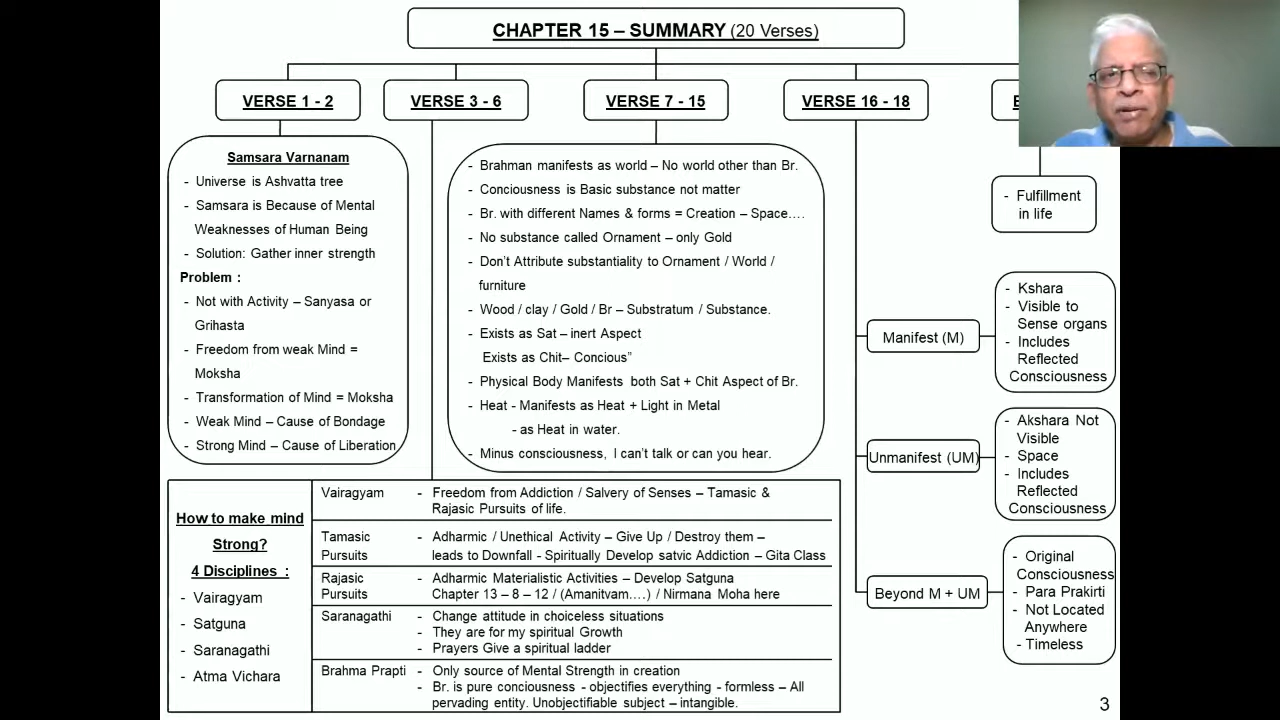 CHAPTER 15 – SUMMARY (20 Verses)
VERSE 1 - 2
VERSE 3 - 6
VERSE 7 - 15
VERSE 16 - 18
Samsara Varnanam
- Universe is Ashvatta tree
- Samsara is Because of Mental
Weaknesses of Human Being
- Solution: Gather inner strength
Problem :
- Not with Activity – Sanyasa or
Grihasta
- Freedom from weak Mind =
Moksha
- Transformation of Mind = Moksha
- Weak Mind – Cause of Bondage
- Strong Mind – Cause of Liberation
- Brahman manifests as world – No world other than Br.
- Conciousness is Basic substance not matter
- Br. with different Names & forms = Creation – Space….
- No substance called Ornament – only Gold
- Don’t Attribute substantiality to Ornament / World /
furniture
- Wood / clay / Gold / Br – Substratum / Substance.
- Exists as Sat – inert Aspect
Exists as Chit– Concious”
- Physical Body Manifests both Sat + Chit Aspect of Br.
- Heat - Manifests as Heat + Light in Metal
- as Heat in water.
- Minus consciousness, I can’t talk or can you hear.
- Fulfillment
in life
Manifest (M)
- Kshara
- Visible to
Sense organs
- Includes
Reflected
Consciousness
Unmanifest (UM)
- Akshara Not
Visible
- Space
- Includes
Reflected
Consciousness
Beyond M + UM
- Original
Consciousness
- Para Prakirti
- Not Located
Anywhere
- Timeless
How to make mind
Strong?
4 Disciplines :
- Vairagyam
- Satguna
- Saranagathi
- Atma Vichara
Vairagyam - Freedom from Addiction / Salvery of Senses – Tamasic &
Rajasic Pursuits of life.
Tamasic - Adharmic / Unethical Activity – Give Up / Destroy them –
Pursuits leads to Downfall - Spiritually Develop satvic Addiction – Gita Class
Rajasic - Adharmic Materialistic Activities – Develop Satguna
Pursuits Chapter 13 – 8 – 12 / (Amanitvam….) / Nirmana Moha here
Saranagathi - Change attitude in choiceless situations
- They are for my spiritual Growth
- Prayers Give a spiritual ladder
Brahma Prapti - Only source of Mental Strength in creation
- Br. is pure conciousness - objectifies everything - formless – All
pervading entity. Unobjectifiable subject – intangible.
3